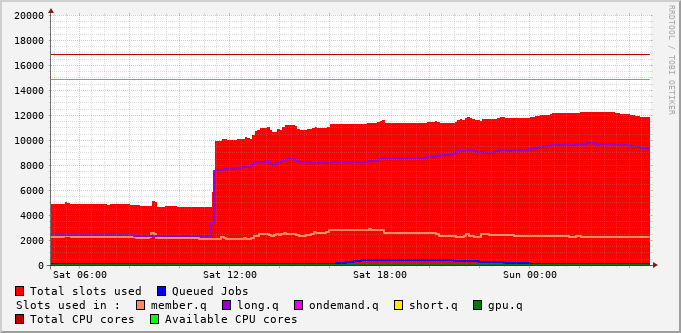 RRDTOOL / TOBI OETIKER
20000
18000
16000
14000
12000
10000
8000
6000
4000
2000
0
Sat 06:00 Sat 12:00 Sat 18:00 Sun 00:00
Total slots used Queued Jobs
Slots used in : member.q long.q ondemand.q short.q gpu.q
Total CPU cores Available CPU cores